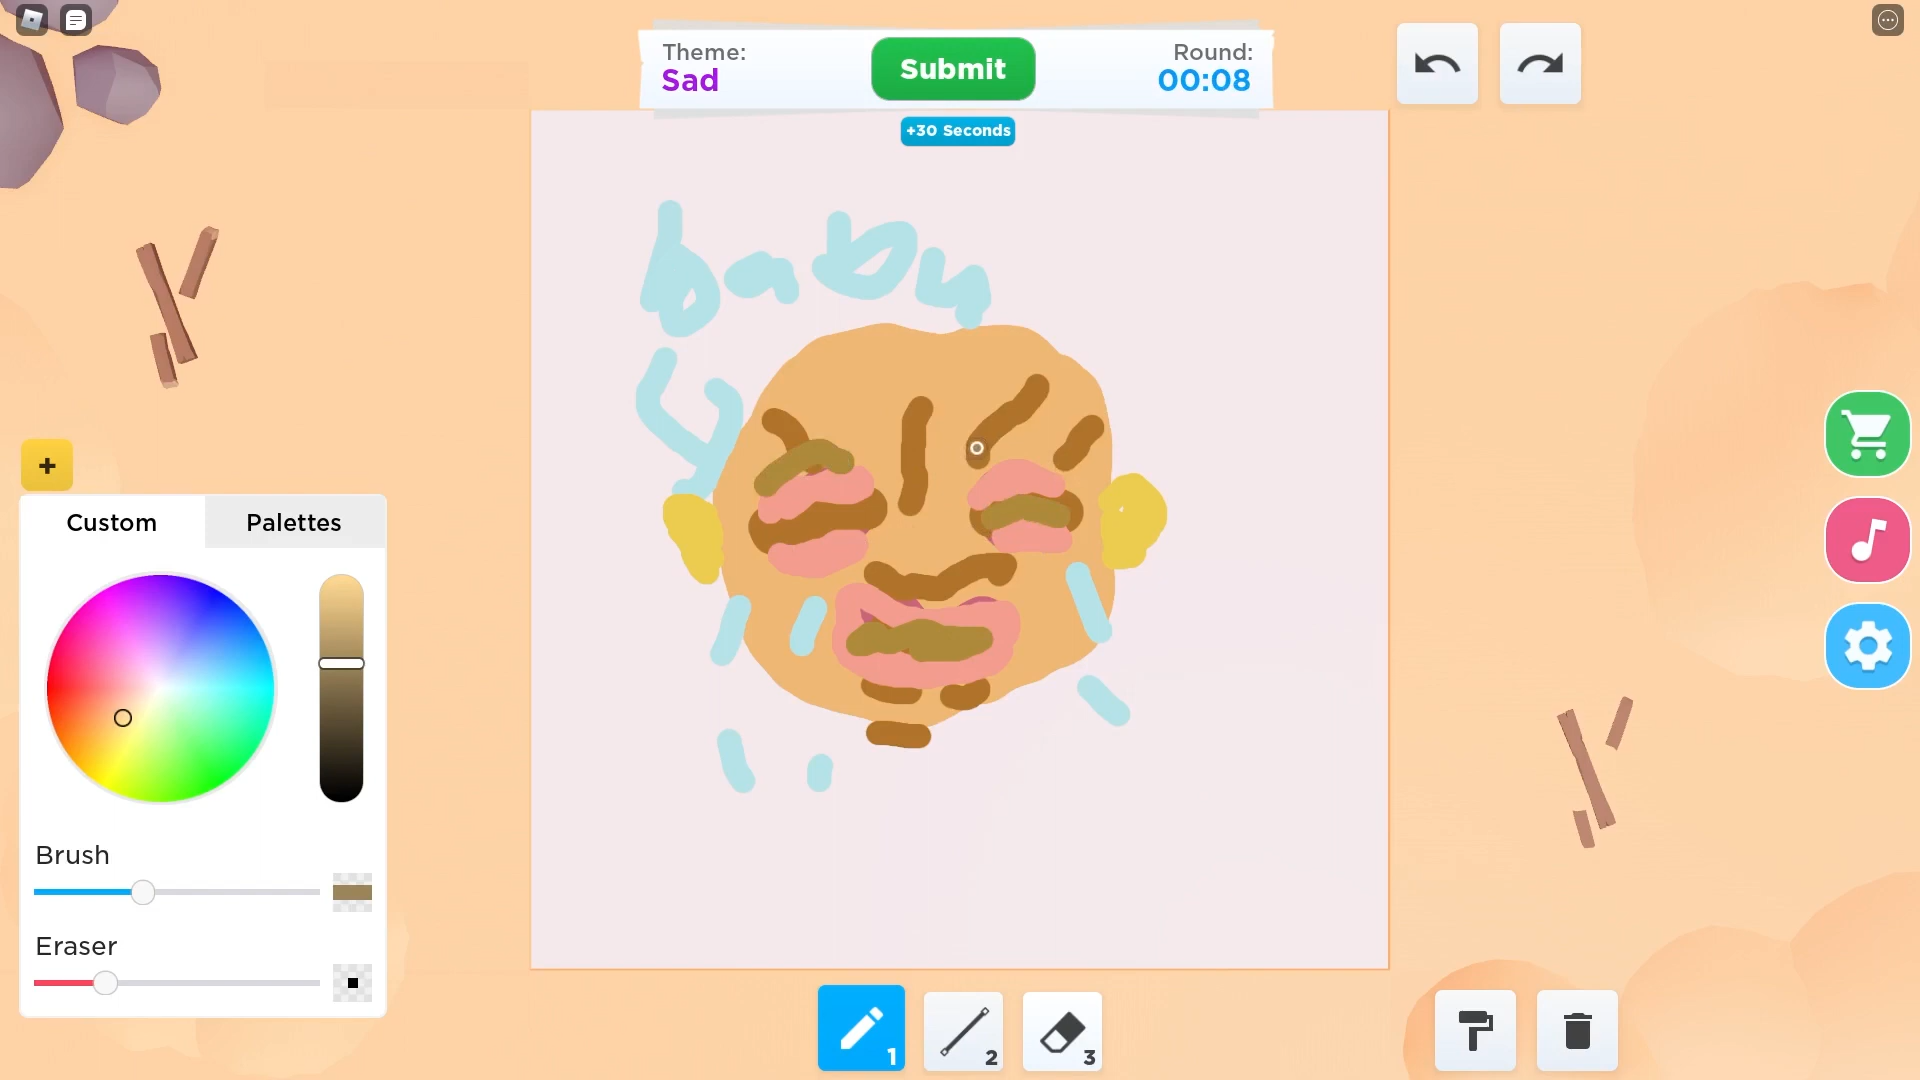 Theme:
Sad
Submit
Round:
00:08
+30 Seconds
baby
+
Custom
Palettes
Brush
Eraser
1
2
3